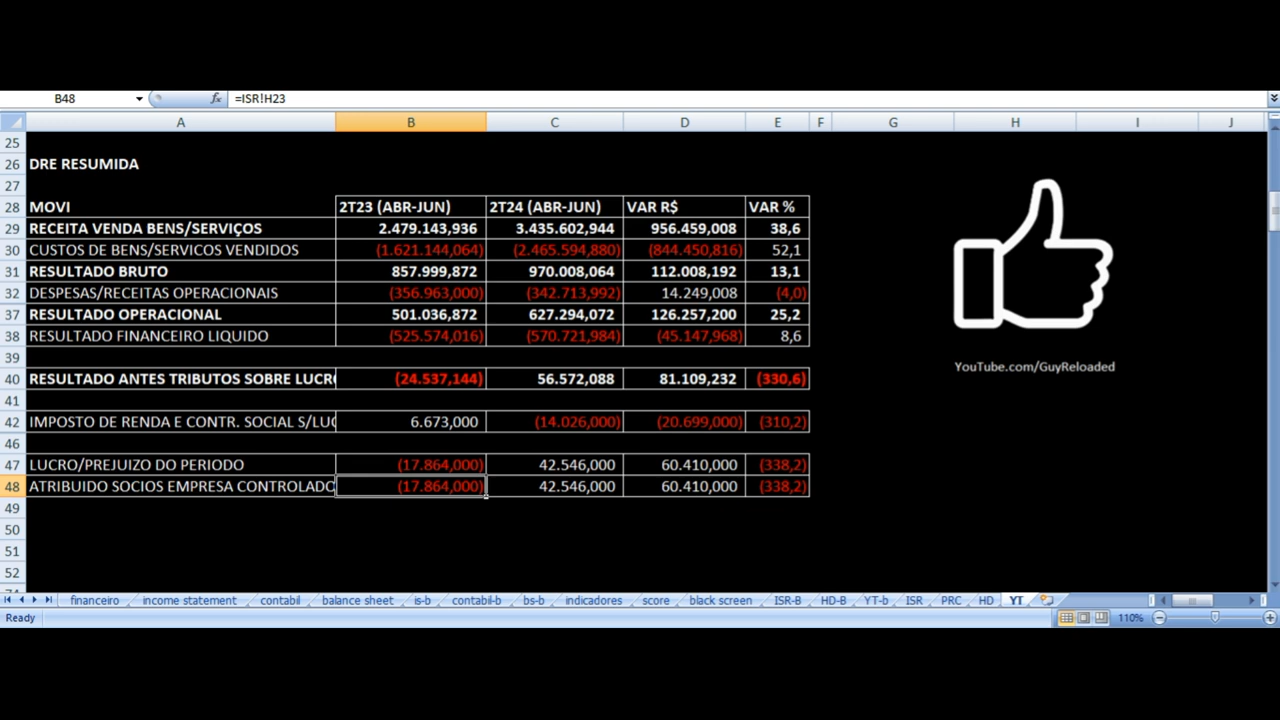 B48 fx =ISR!H23
A B C D E F G H I J
25
26 DRE RESUMIDA
27
28 MOVI 2T23 (ABR-JUN) 2T24 (ABR-JUN) VAR R$ VAR %
29 RECEITA VENDA BENS/SERVIÇOS 2.479.143,936 3.435.602,944 956.459,008 38,6
30 CUSTOS DE BENS/SERVICOS VENDIDOS (1.621.144,064) (2.465.594,880) (844.450,816) 52,1
31 RESULTADO BRUTO 857.999,872 970.008,064 112.008,192 13,1
32 DESPESAS/RECEITAS OPERACIONAIS (356.963,000) (342.713,992) 14.249,008 (4,0)
37 RESULTADO OPERACIONAL 501.036,872 627.294,072 126.257,200 25,2
38 RESULTADO FINANCEIRO LIQUIDO (525.574,016) (570.721,984) (45.147,968) 8,6
39
40 RESULTADO ANTES TRIBUTOS SOBRE LUCRO (24.537,144) 56.572,088 81.109,232 (330,6)
41
42 IMPOSTO DE RENDA E CONTR. SOCIAL S/LUC 6.673,000 (14.026,000) (20.699,000) (310,2)
46
47 LUCRO/PREJUIZO DO PERIODO (17.864,000) 42.546,000 60.410,000 (338,2)
48 ATRIBUIDO SOCIOS EMPRESA CONTROLADO (17.864,000) 42.546,000 60.410,000 (338,2)
49
50
51
52
YouTube.com/GuyReloaded
financeiro income statement contabil balance sheet is-b contabil-b bs-b indicadores score black screen ISR-B HD-B YT-b ISR PRC HD YT
Ready 110%